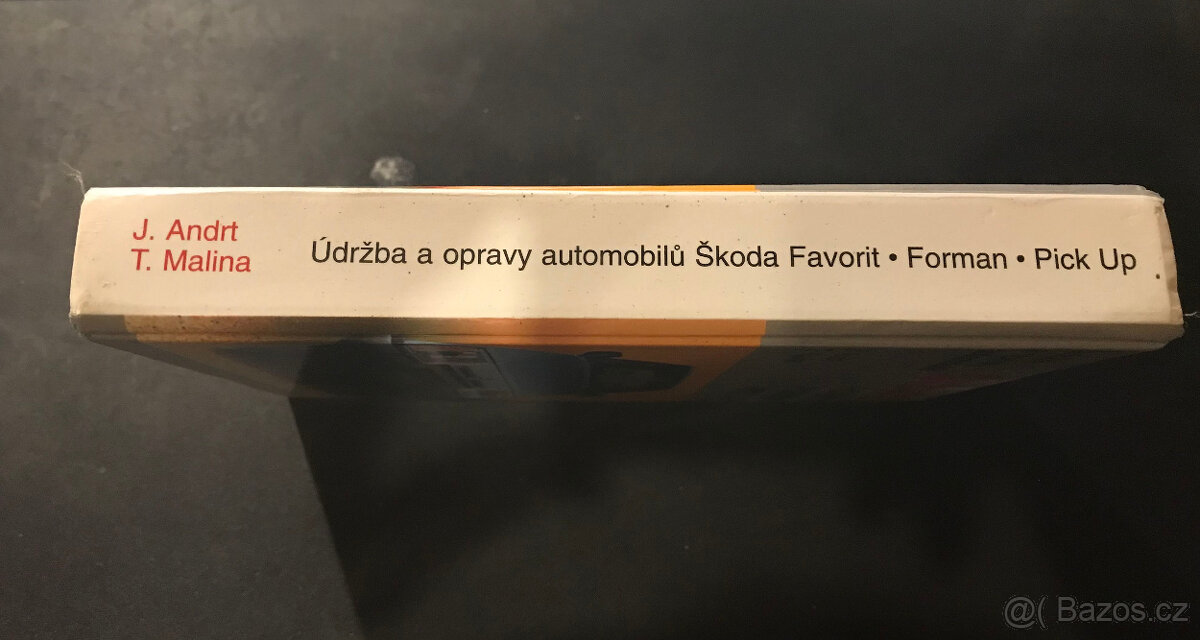 J. Andrt
T. Malina
Údržba a opravy automobilů Škoda Favorit • Forman • Pick Up
@( Bazos.cz